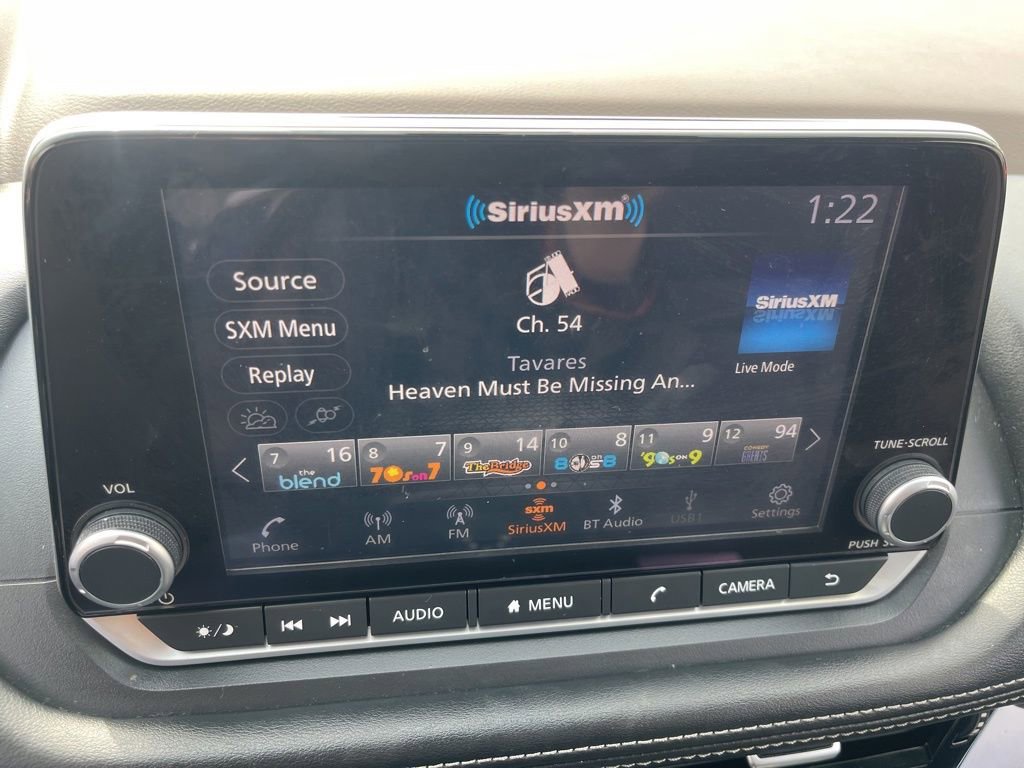 SiriusXM
1:22
Source
SXM Menu
Replay
Ch. 54
Tavares
Heaven Must Be Missing An...
SiriusXM
SiriusXM
Live Mode
7 16
the blend
8 7
70s on 7
9 14
The Bridge
10 8
80s on 8
11 9
'90s ON 9
12 94
COMEDY GREATS
Phone
AM
FM
sxm
SiriusXM
BT Audio
USB1
Settings
VOL
TUNE·SCROLL
PUSH
AUDIO
MENU
CAMERA